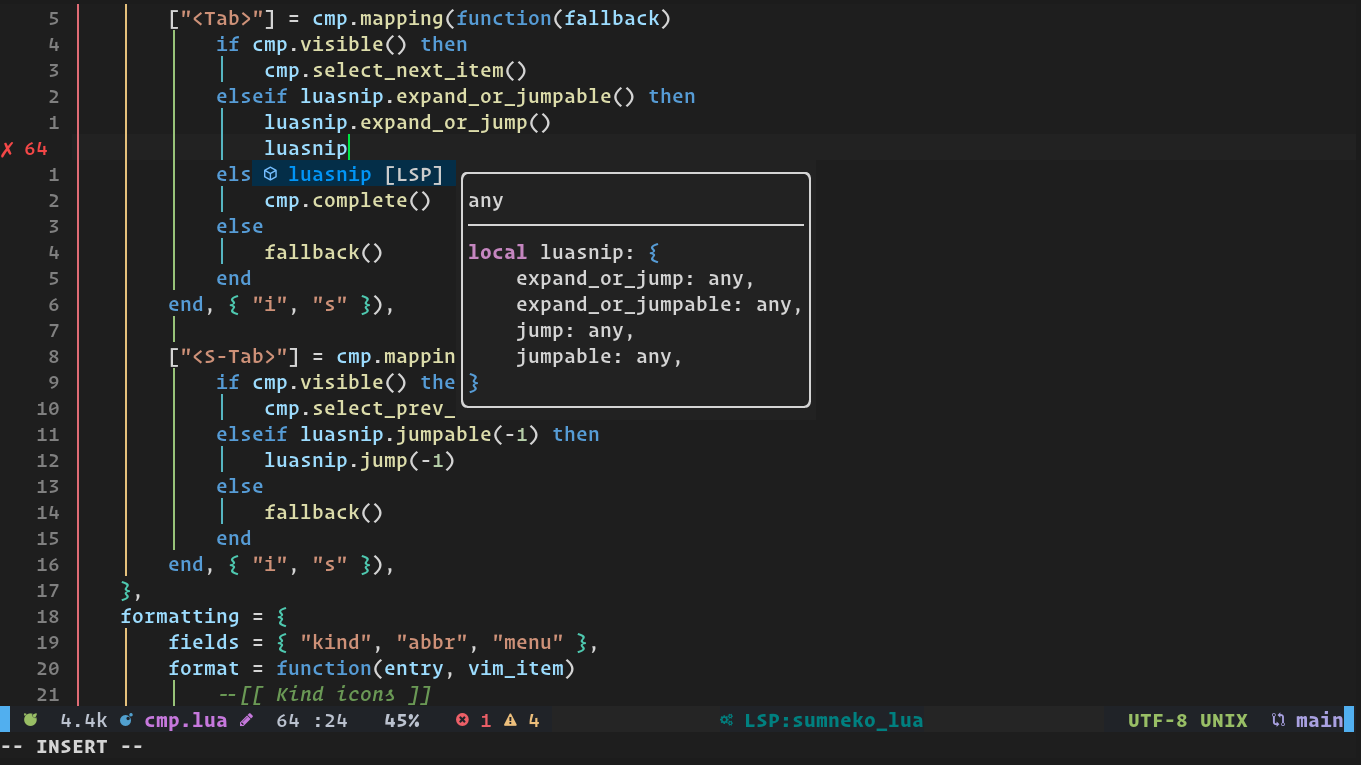 5 ["<Tab>"] = cmp.mapping(function(fallback)
4 if cmp.visible() then
3 cmp.select_next_item()
2 elseif luasnip.expand_or_jumpable() then
1 luasnip.expand_or_jump()
✗ 64 luasnip
1 els luasnip [LSP]
2 cmp.complete() any
3 else
4 fallback() local luasnip: {
5 end expand_or_jump: any,
6 end, { "i", "s" }), expand_or_jumpable: any,
7 jump: any,
8 ["<S-Tab>"] = cmp.mappin jumpable: any,
9 if cmp.visible() the }
10 cmp.select_prev_
11 elseif luasnip.jumpable(-1) then
12 luasnip.jump(-1)
13 else
14 fallback()
15 end
16 end, { "i", "s" }),
17 },
18 formatting = {
19 fields = { "kind", "abbr", "menu" },
20 format = function(entry, vim_item)
21 --[[ Kind icons ]]
4.4k cmp.lua 64 :24 45% 1 4 LSP:sumneko_lua UTF-8 UNIX main
-- INSERT --